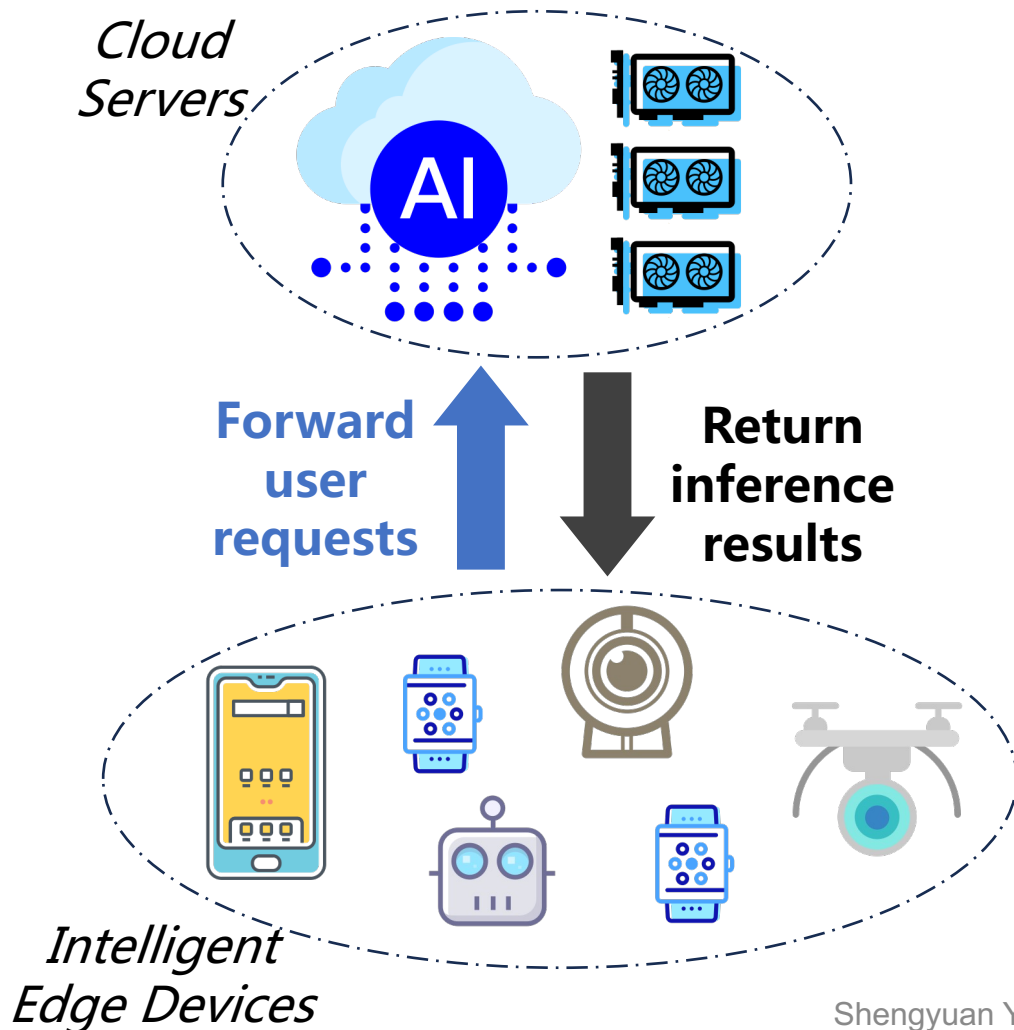 Cloud
Servers
AI
Forward
user
requests
Return
inference
results
Intelligent
Edge Devices
Shengyuan